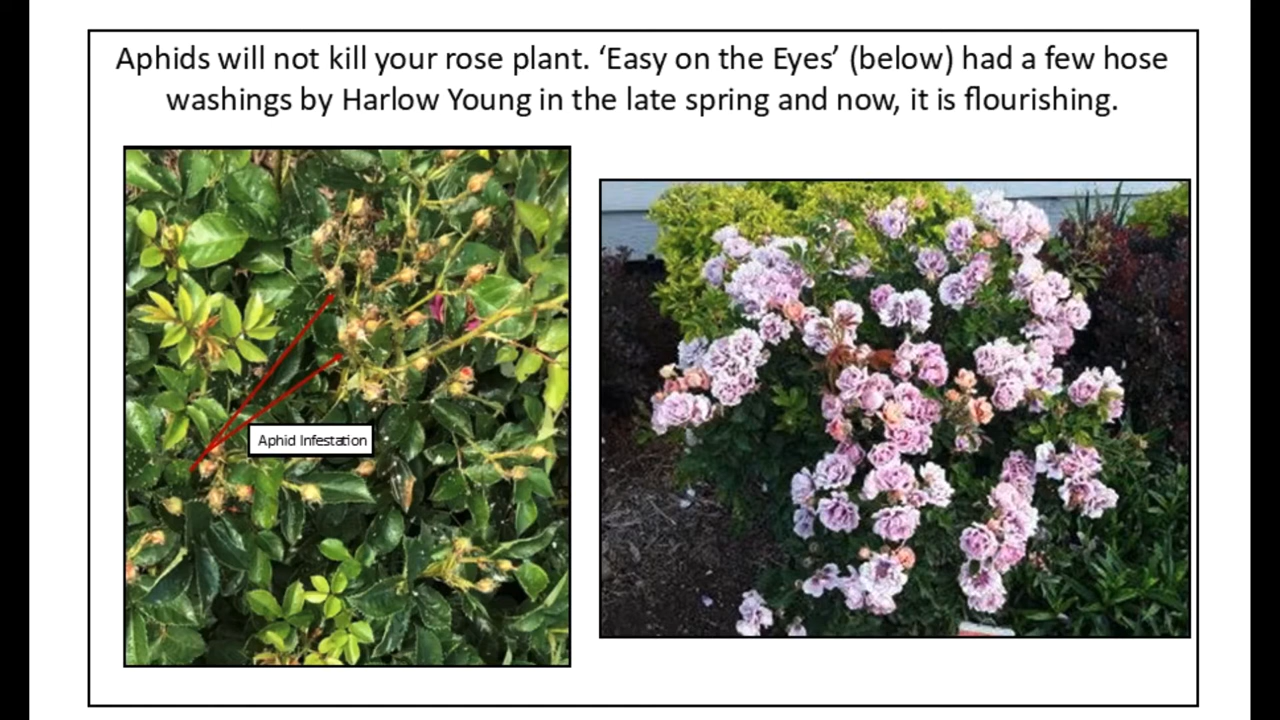 Aphids will not kill your rose plant. ‘Easy on the Eyes’ (below) had a few hose
washings by Harlow Young in the late spring and now, it is flourishing.
Aphid Infestation